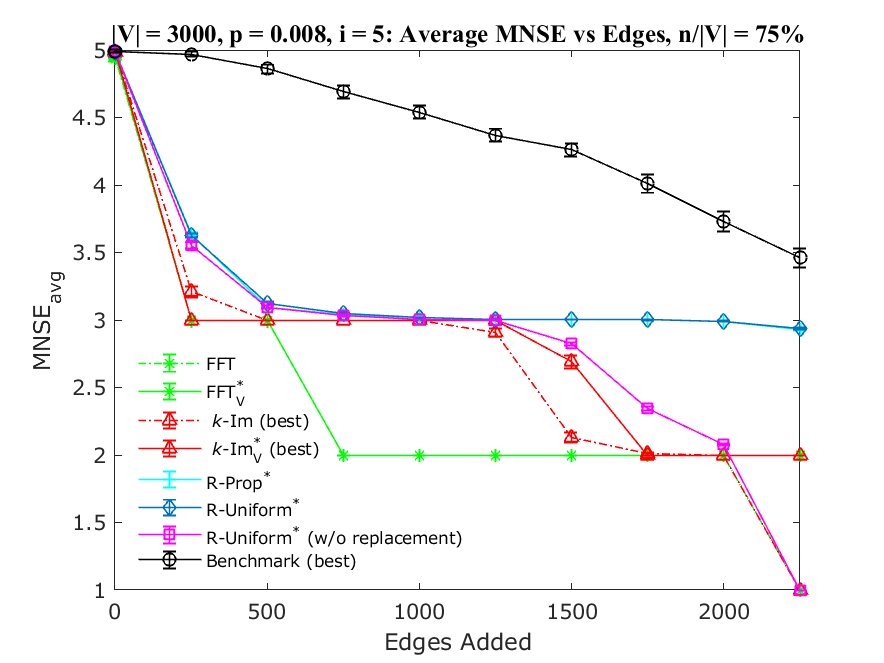 |V| = 3000, p = 0.008, i = 5: Average MNSE vs Edges, n/|V| = 75%
5
4.5
4
3.5
3
2.5
2
1.5
1
MNSE_avg
FFT
FFT*_V
k-Im (best)
k-Im*_V (best)
R-Prop*
R-Uniform*
R-Uniform* (w/o replacement)
Benchmark (best)
0 500 1000 1500 2000
Edges Added